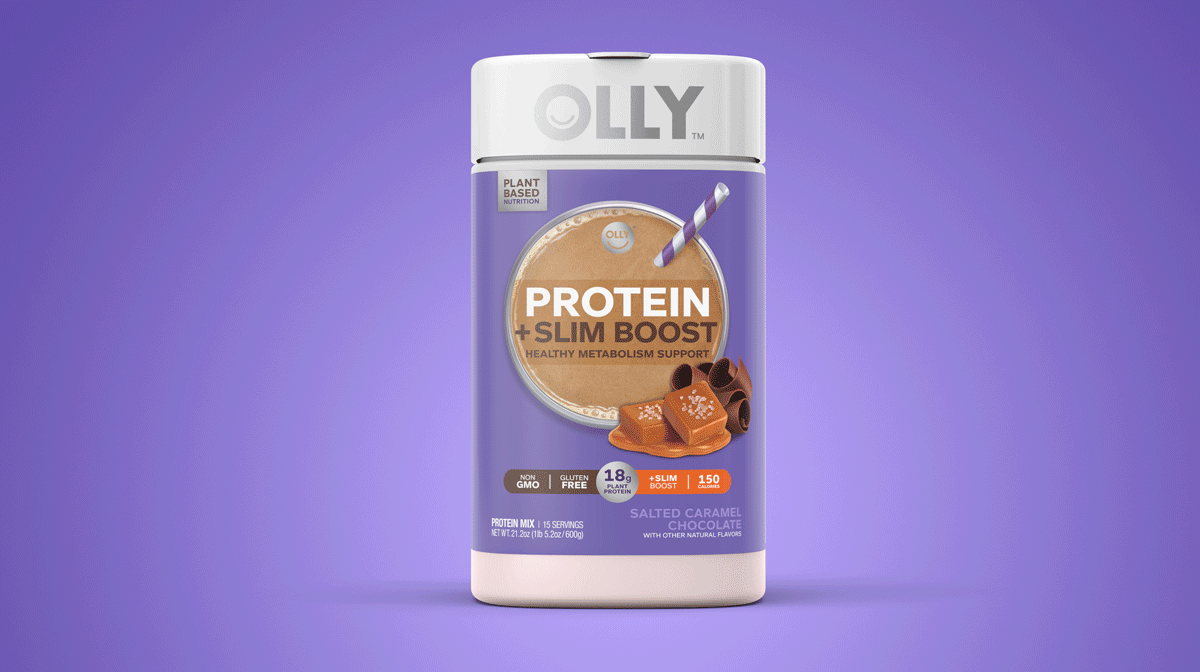 OLLY™
PLANT
BASED
NUTRITION
OLLY
PROTEIN
+ SLIM BOOST
HEALTHY METABOLISM SUPPORT
NON
GMO
GLUTEN
FREE
18g
PLANT
PROTEIN
+SLIM
BOOST
150
CALORIES
PROTEIN MIX | 15 SERVINGS
NET WT. 21.2oz (1lb 5.2oz/600g)
SALTED CARAMEL
CHOCOLATE
WITH OTHER NATURAL FLAVORS